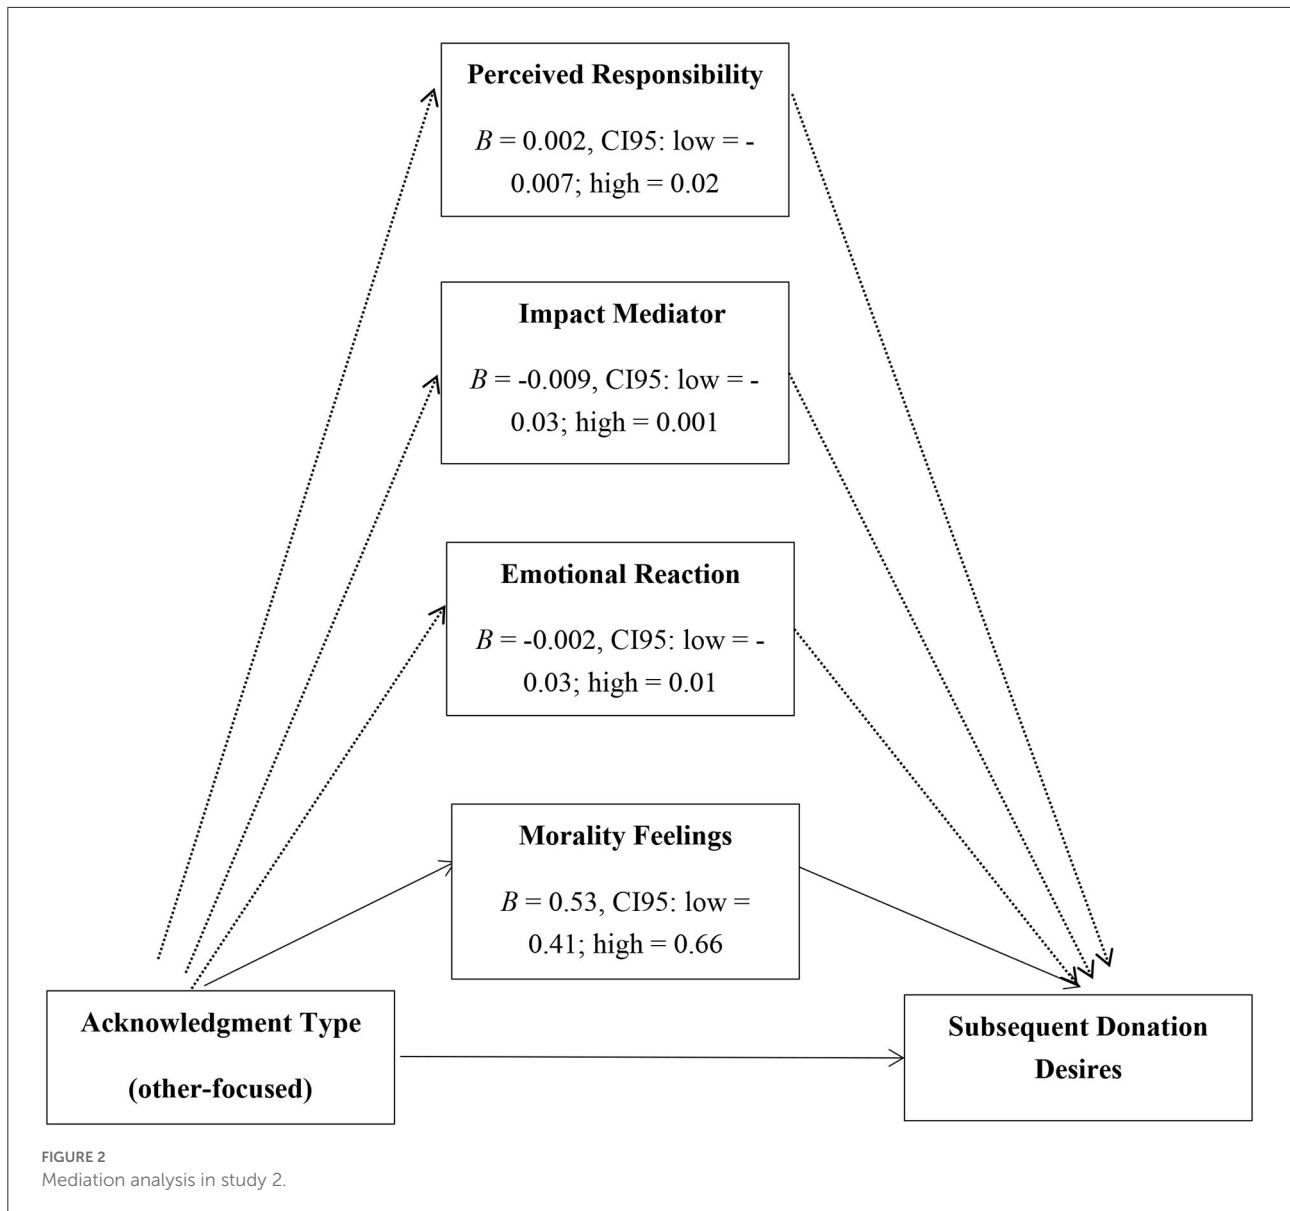 Perceived Responsibility
B = 0.002, CI95: low = -
0.007; high = 0.02
Impact Mediator
B = -0.009, CI95: low = -
0.03; high = 0.001
Emotional Reaction
B = -0.002, CI95: low = -
0.03; high = 0.01
Morality Feelings
B = 0.53, CI95: low =
0.41; high = 0.66
Acknowledgment Type
(other-focused)
Subsequent Donation
Desires
FIGURE 2
Mediation analysis in study 2.